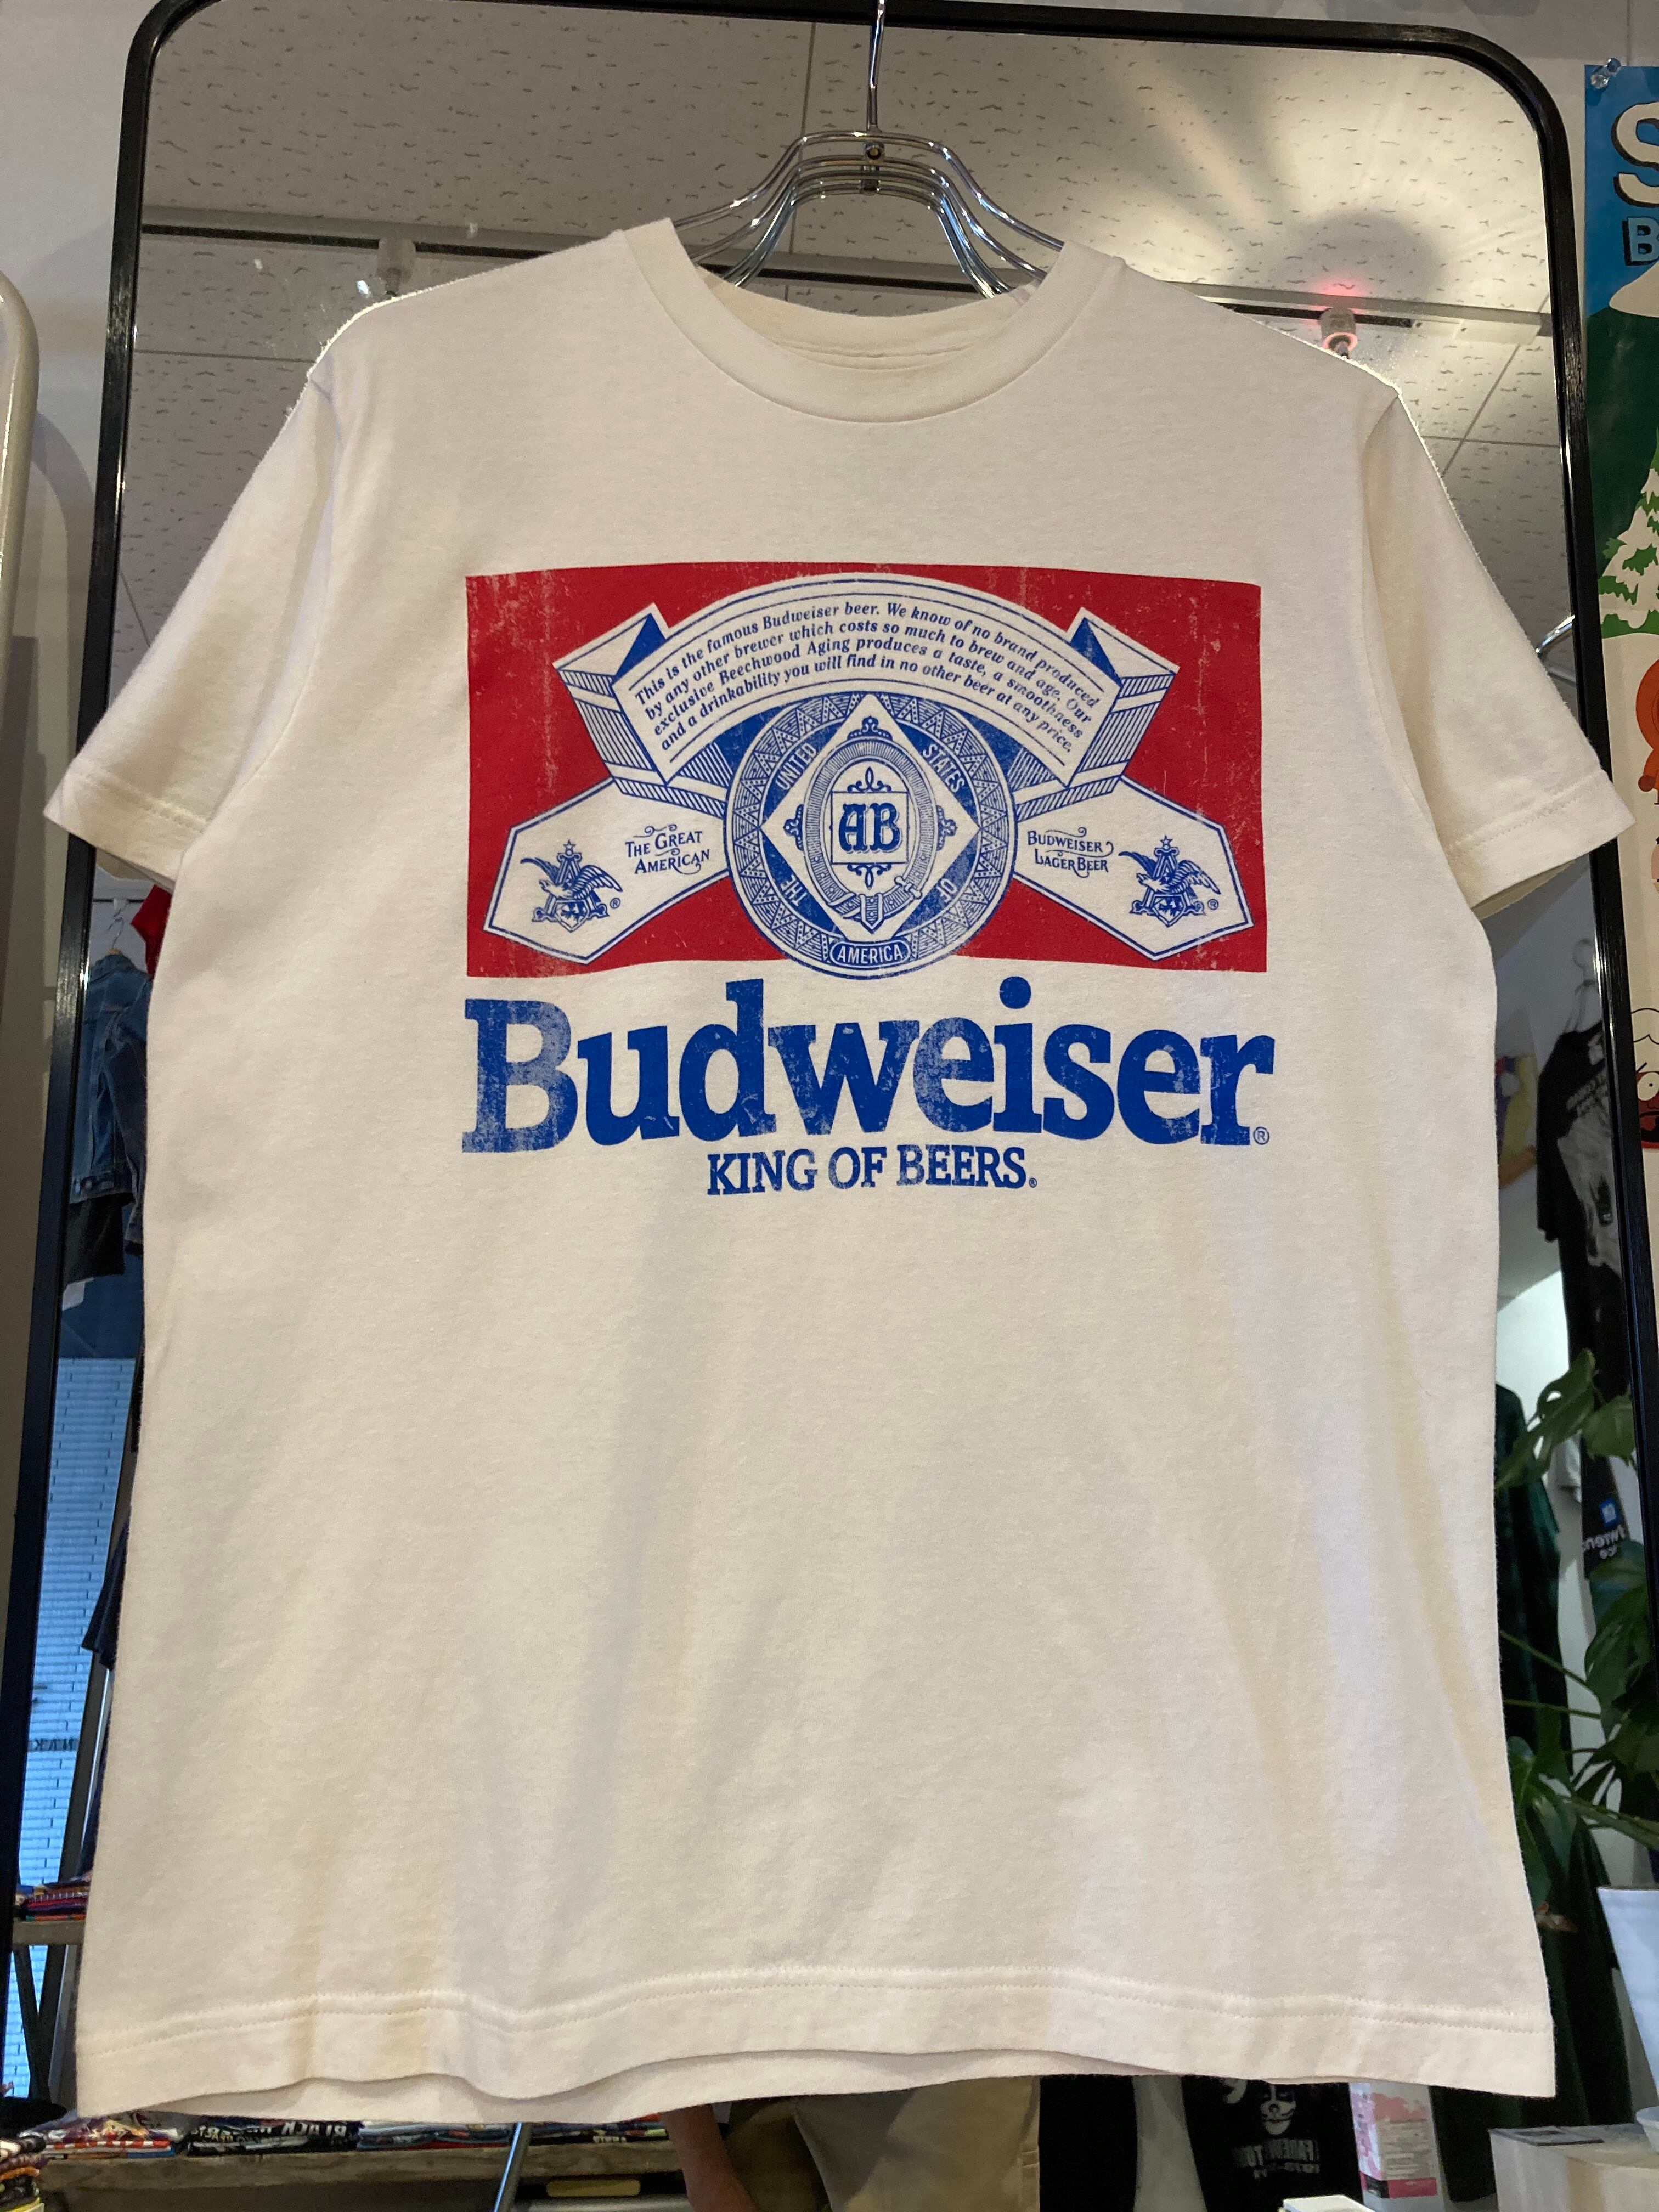 This is the famous Budweiser beer. We know of no brand produced
by any other brewer which costs so much to brew and age. Our
exclusive Beechwood Aging produces a taste, a smoothness
and a drinkability you will find in no other beer at any price.
UNITED STATES
AB
THE GREAT
AMERICAN
BUDWEISER
LAGER BEER
®
®
THE
OF
AMERICA
Budweiser®
KING OF BEERS®
S
B